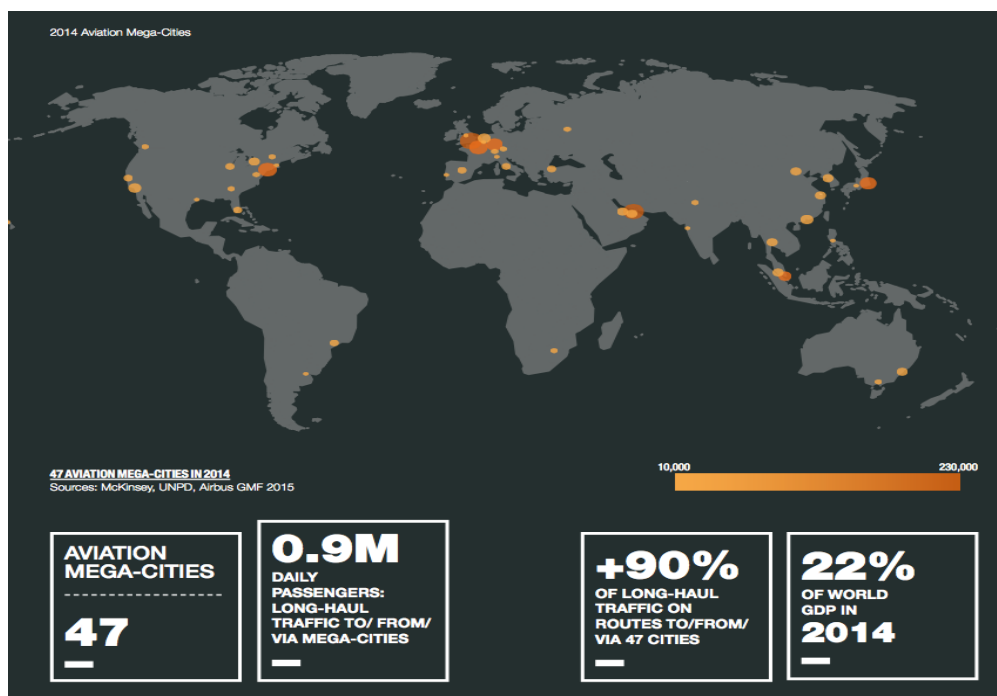 2014 Aviation Mega-Cities
47 AVIATION MEGA-CITIES IN 2014
Sources: McKinsey, UNPD, Airbus GMF 2015
10,000
230,000
AVIATION
MEGA-CITIES
47
0.9M
DAILY
PASSENGERS:
LONG-HAUL
TRAFFIC TO/ FROM/
VIA MEGA-CITIES
+90%
OF LONG-HAUL
TRAFFIC ON
ROUTES TO/FROM/
VIA 47 CITIES
22%
OF WORLD
GDP IN
2014